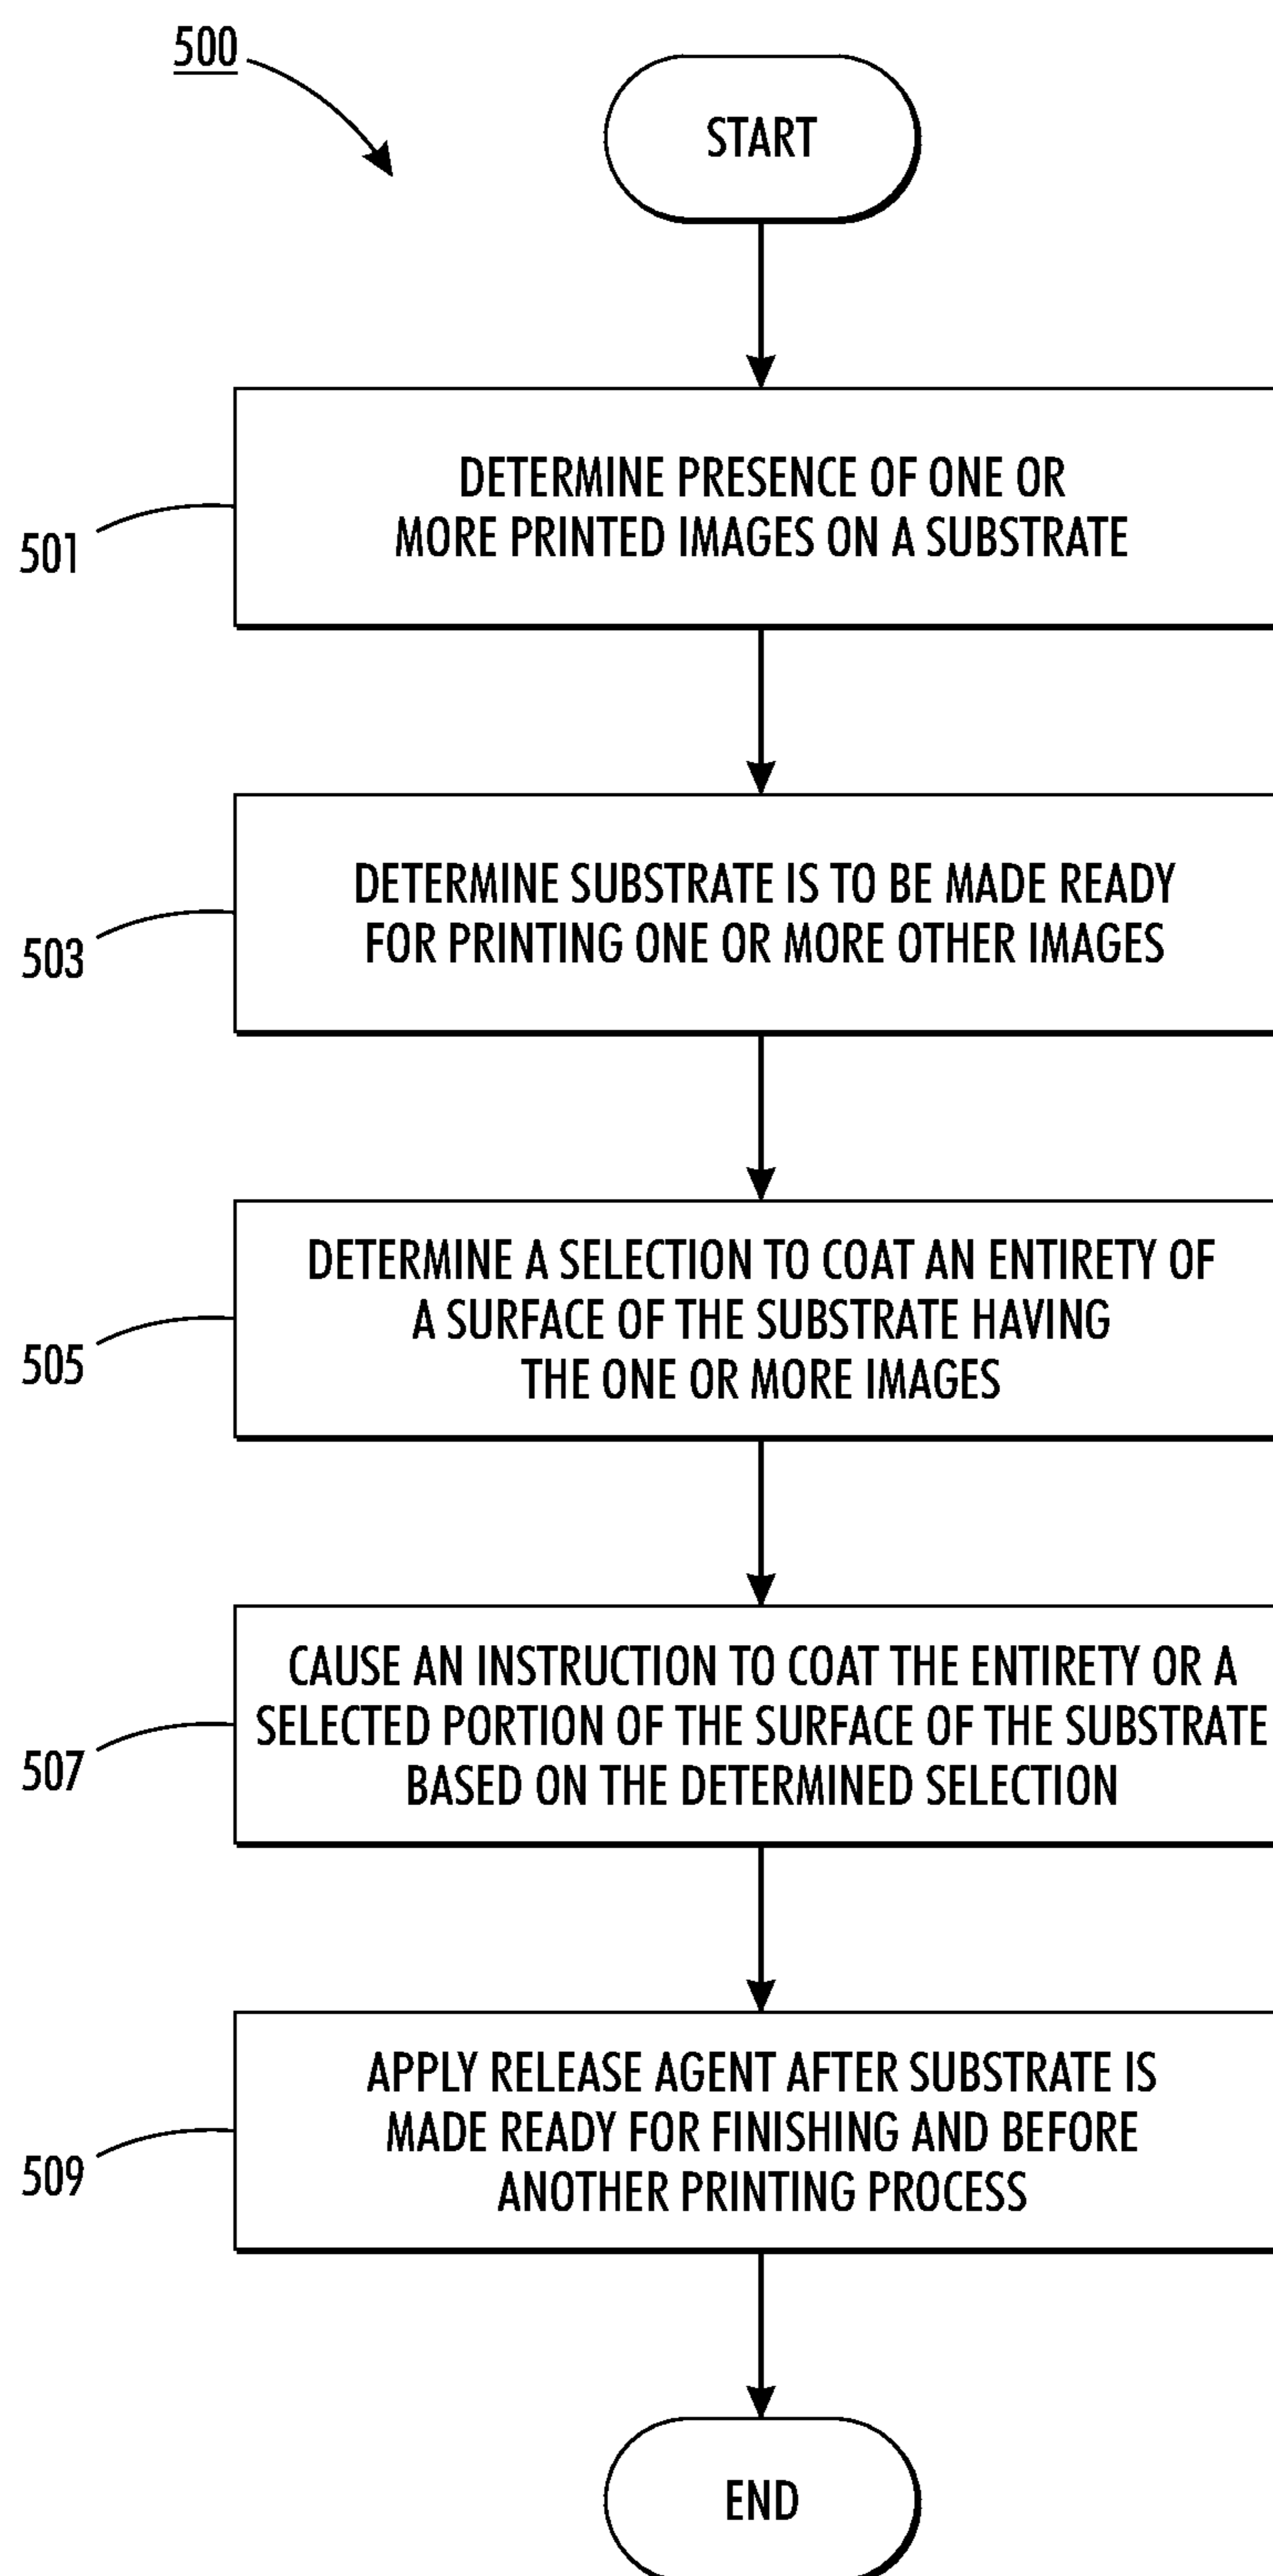 500
START
DETERMINE PRESENCE OF ONE OR
MORE PRINTED IMAGES ON A SUBSTRATE
501
DETERMINE SUBSTRATE IS TO BE MADE READY
FOR PRINTING ONE OR MORE OTHER IMAGES
503
DETERMINE A SELECTION TO COAT AN ENTIRETY OF
A SURFACE OF THE SUBSTRATE HAVING
THE ONE OR MORE IMAGES
505
CAUSE AN INSTRUCTION TO COAT THE ENTIRETY OR A
SELECTED PORTION OF THE SURFACE OF THE SUBSTRATE
BASED ON THE DETERMINED SELECTION
507
APPLY RELEASE AGENT AFTER SUBSTRATE IS
MADE READY FOR FINISHING AND BEFORE
ANOTHER PRINTING PROCESS
509
END